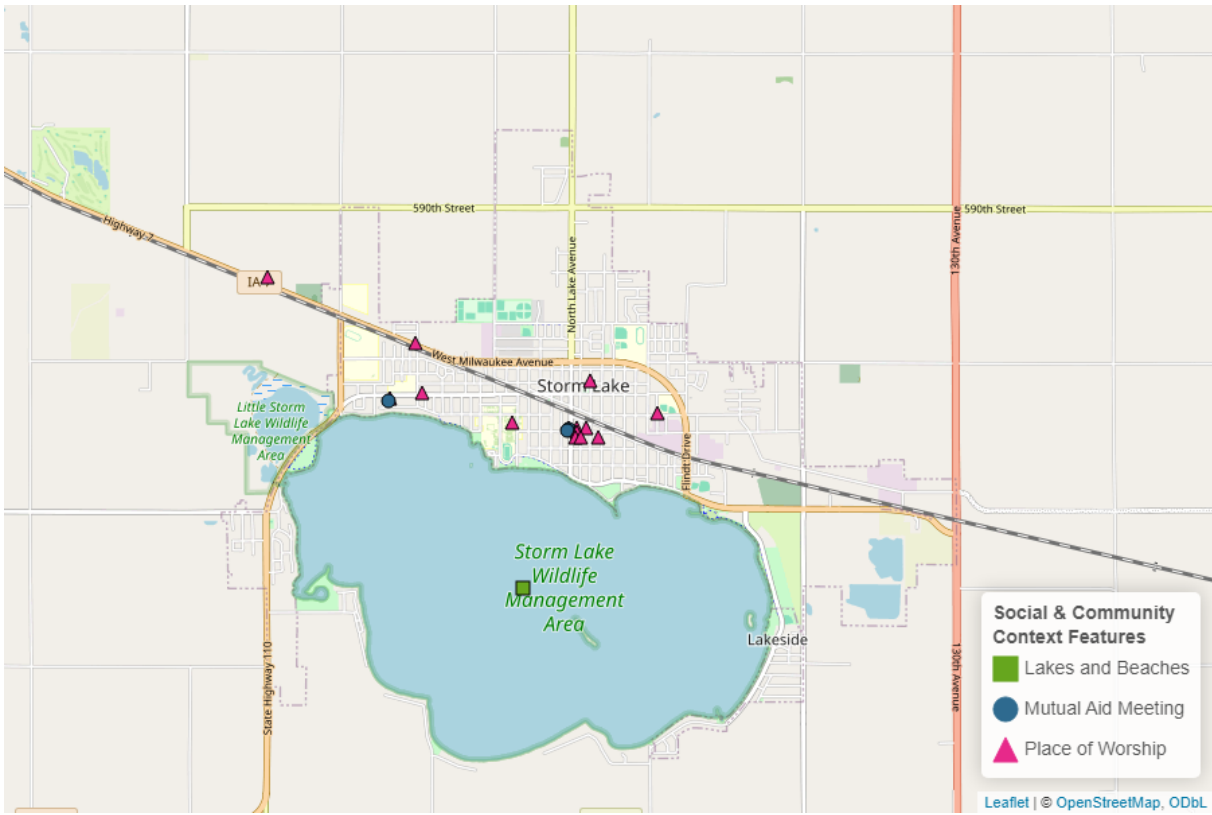 590th Street
590th Street
Highway 7
130th Avenue
North Lake Avenue
West Milwaukee Avenue
Storm Lake
Little Storm
Lake Wildlife
Management
Area
Flindt Drive
Storm Lake
Wildlife
Management
Area
Lakeside
State Highway 110
130th Avenue
Social & Community
Context Features
Lakes and Beaches
Mutual Aid Meeting
Place of Worship
Leaflet | © OpenStreetMap, ODbL